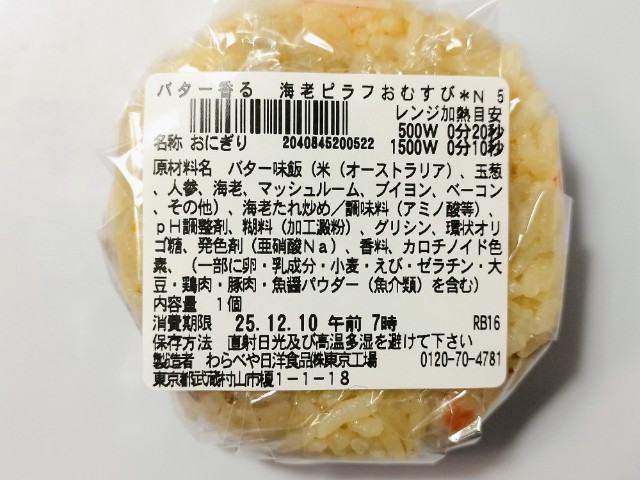 バター香る 海老ピラフおむすび*N 5
レンジ加熱目安
500W 0分20秒
名称 おにぎり 2040845200522 1500W 0分10秒
原材料名 バター味飯(米(オーストラリア)、玉葱
、人参、海老、マッシュルーム、ブイヨン、ベーコン
、その他)、海老たれ炒め/調味料(アミノ酸等)、
pH調整剤、糊料(加工澱粉)、グリシン、環状オリ
ゴ糖、発色剤(亜硝酸Na)、香料、カロチノイド色
素、(一部に卵・乳成分・小麦・えび・ゼラチン・大
豆・鶏肉・豚肉・魚醤パウダー(魚介類)を含む)
内容量 1個
消費期限 25.12.10 午前 7時 RB16
保存方法 直射日光及び高温多湿を避けて下さい
製造者 わらべや日洋食品㈱東京工場 0120-70-4781
東京都武蔵村山市榎1-1-18